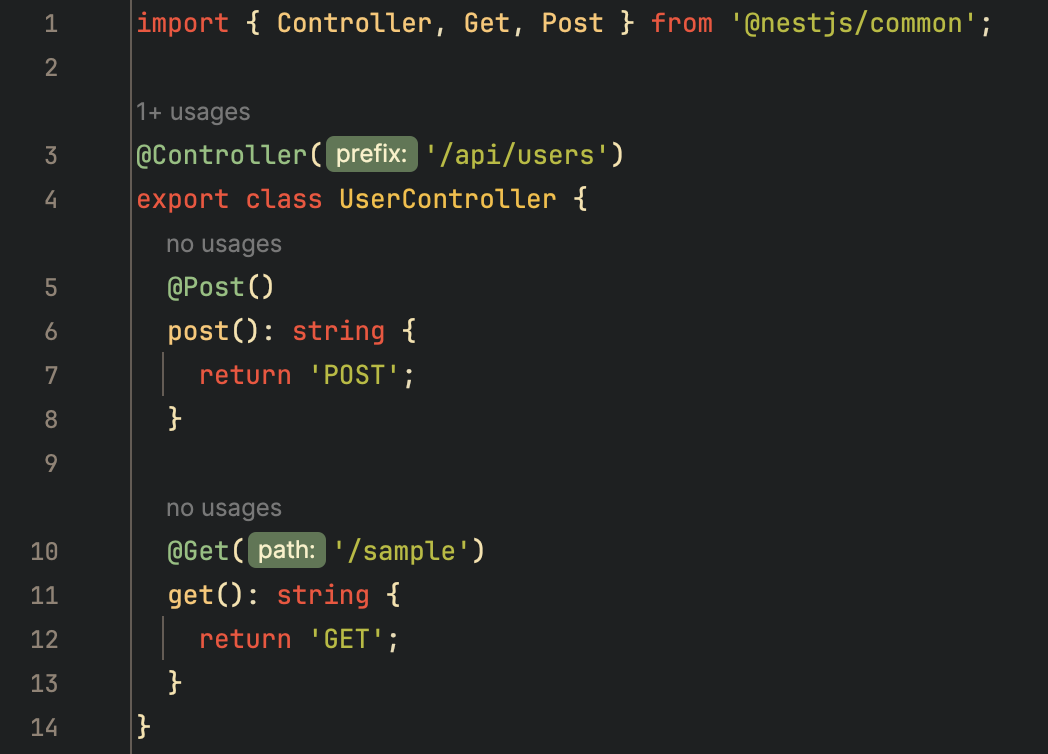 1 import { Controller, Get, Post } from '@nestjs/common';
2
1+ usages
3 @Controller( prefix: '/api/users')
4 export class UserController {
no usages
5 @Post()
6 post(): string {
7 return 'POST';
8 }
9
no usages
10 @Get( path: '/sample')
11 get(): string {
12 return 'GET';
13 }
14 }